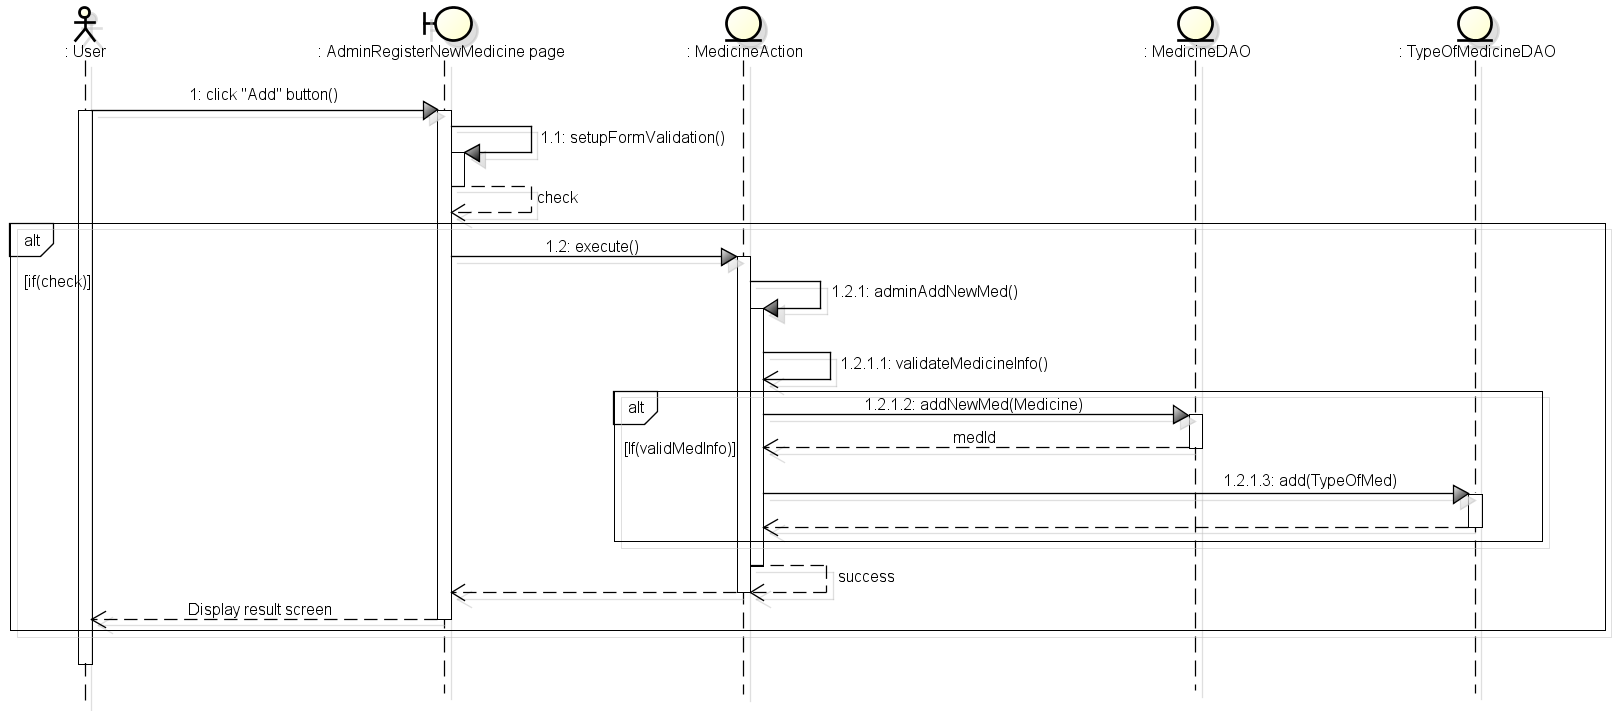 : User
: AdminRegisterNewMedicine page
: MedicineAction
: MedicineDAO
: TypeOfMedicineDAO
1: click "Add" button()
1.1: setupFormValidation()
check
alt
1.2: execute()
[if(check)]
1.2.1: adminAddNewMed()
1.2.1.1: validateMedicineInfo()
alt
1.2.1.2: addNewMed(Medicine)
medId
[If(validMedInfo)]
1.2.1.3: add(TypeOfMed)
success
Display result screen